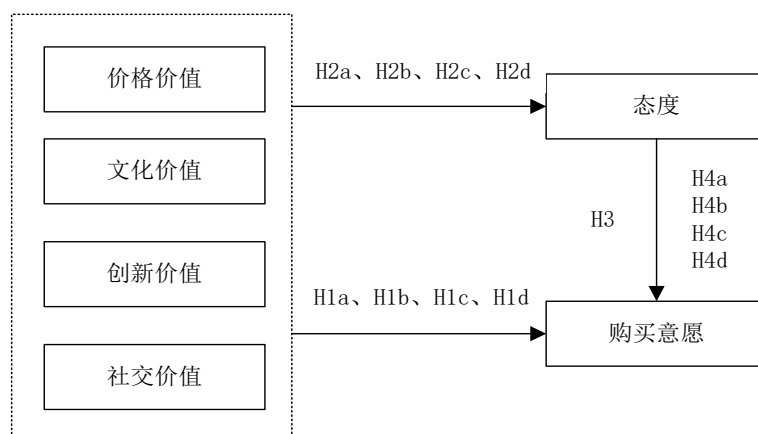 价格价值
文化价值
创新价值
社交价值
H2a、H2b、H2c、H2d
H1a、H1b、H1c、H1d
态度
H3
H4a
H4b
H4c
H4d
购买意愿